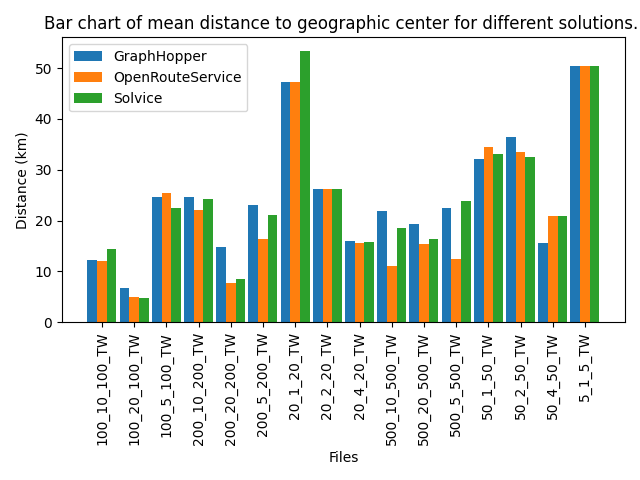 Bar chart of mean distance to geographic center for different solutions.
GraphHopper
OpenRouteService
Solvice
Distance (km)
50
40
30
20
10
0
100_10_100_TW
100_20_100_TW
100_5_100_TW
200_10_200_TW
200_20_200_TW
200_5_200_TW
20_1_20_TW
20_2_20_TW
20_4_20_TW
500_10_500_TW
500_20_500_TW
500_5_500_TW
50_1_50_TW
50_2_50_TW
50_4_50_TW
5_1_5_TW
Files